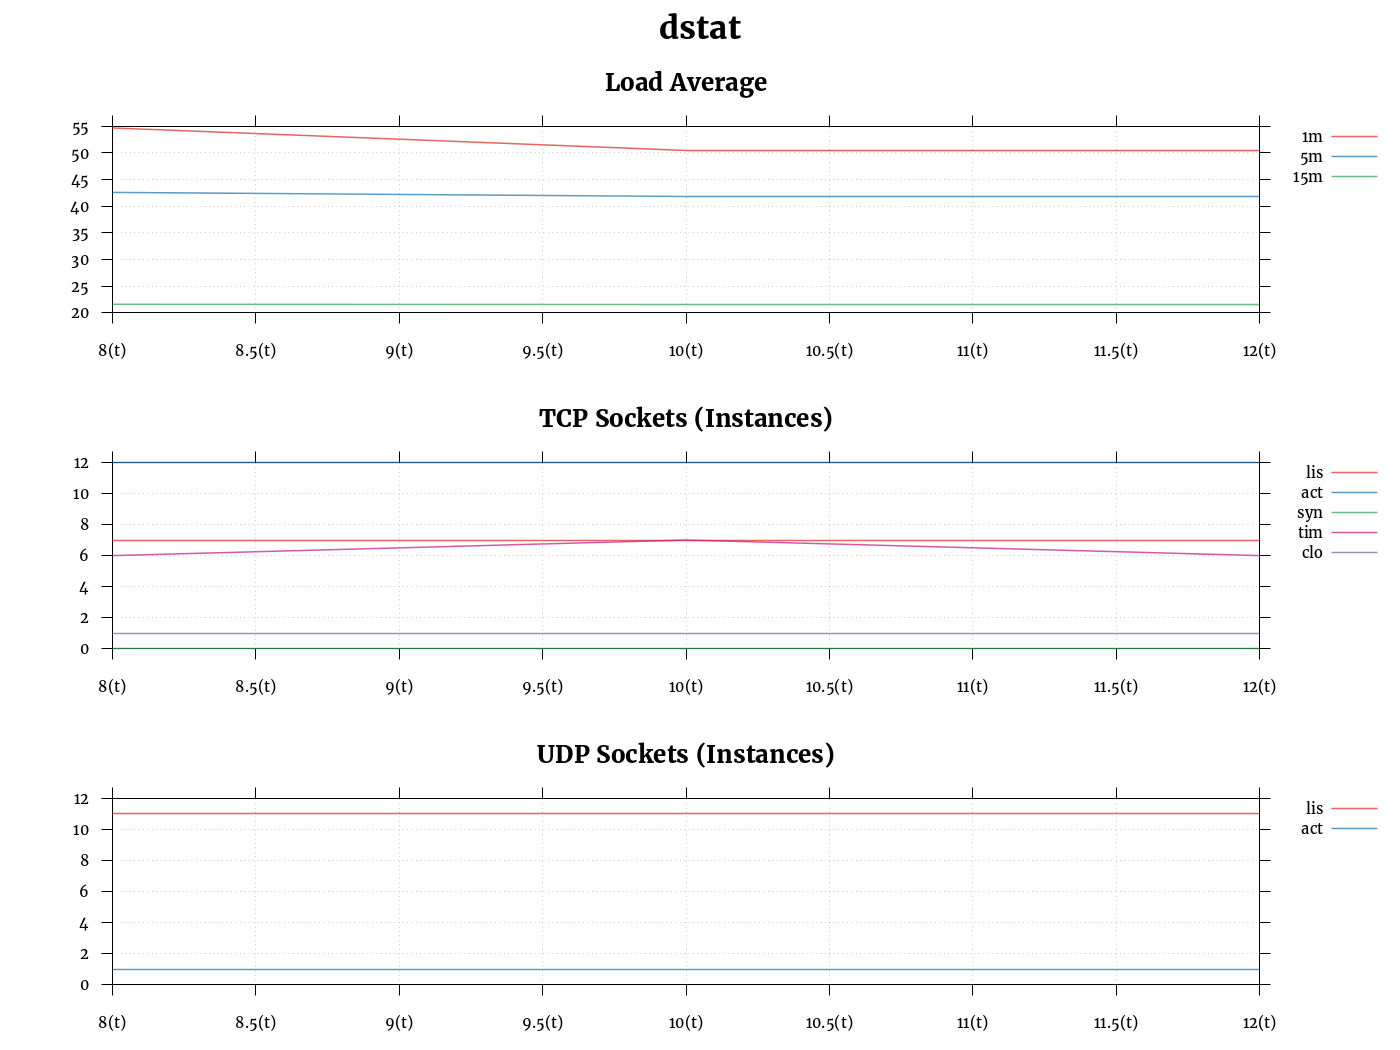 dstat
Load Average
55
50
45
40
35
30
25
20
8(t) 8.5(t) 9(t) 9.5(t) 10(t) 10.5(t) 11(t) 11.5(t) 12(t)
1m
5m
15m
TCP Sockets (Instances)
12
10
8
6
4
2
0
8(t) 8.5(t) 9(t) 9.5(t) 10(t) 10.5(t) 11(t) 11.5(t) 12(t)
lis
act
syn
tim
clo
UDP Sockets (Instances)
12
10
8
6
4
2
0
8(t) 8.5(t) 9(t) 9.5(t) 10(t) 10.5(t) 11(t) 11.5(t) 12(t)
lis
act